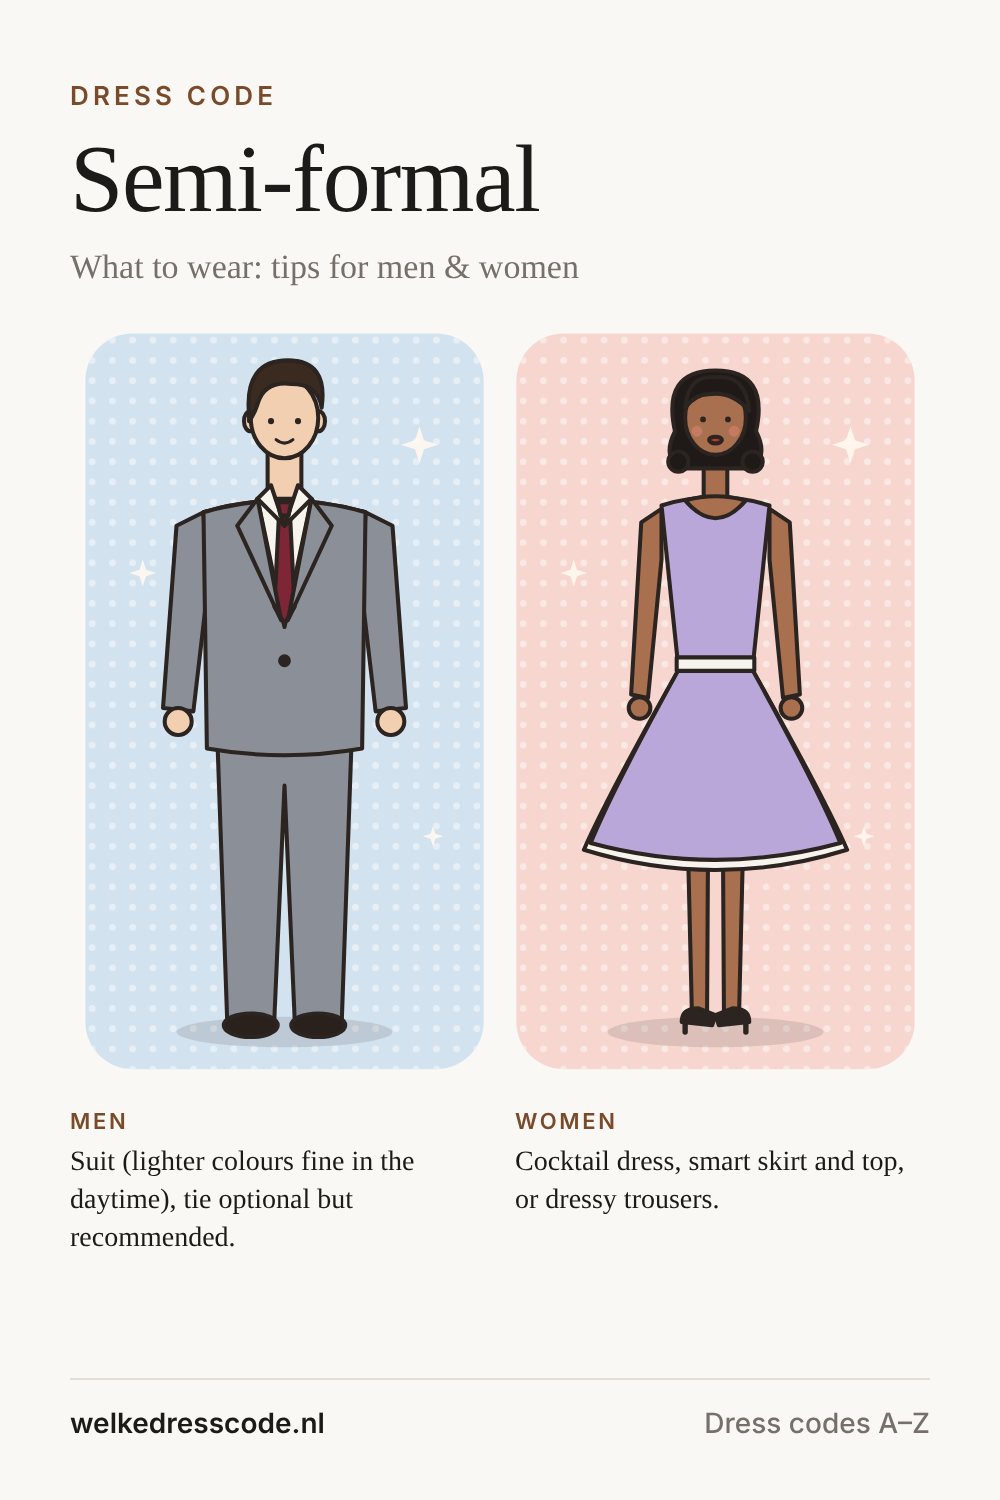 DRESS CODE
Semi-formal
What to wear: tips for men & women
MEN
Suit (lighter colours fine in the
daytime), tie optional but
recommended.
WOMEN
Cocktail dress, smart skirt and top,
or dressy trousers.
welkedresscode.nl
Dress codes A–Z